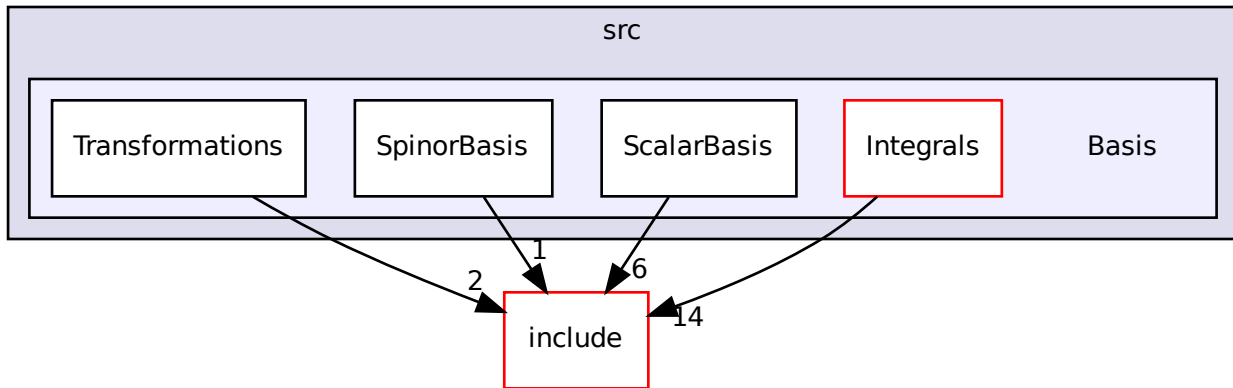 src
Transformations
SpinorBasis
ScalarBasis
Integrals
Basis
2
1
6
14
include